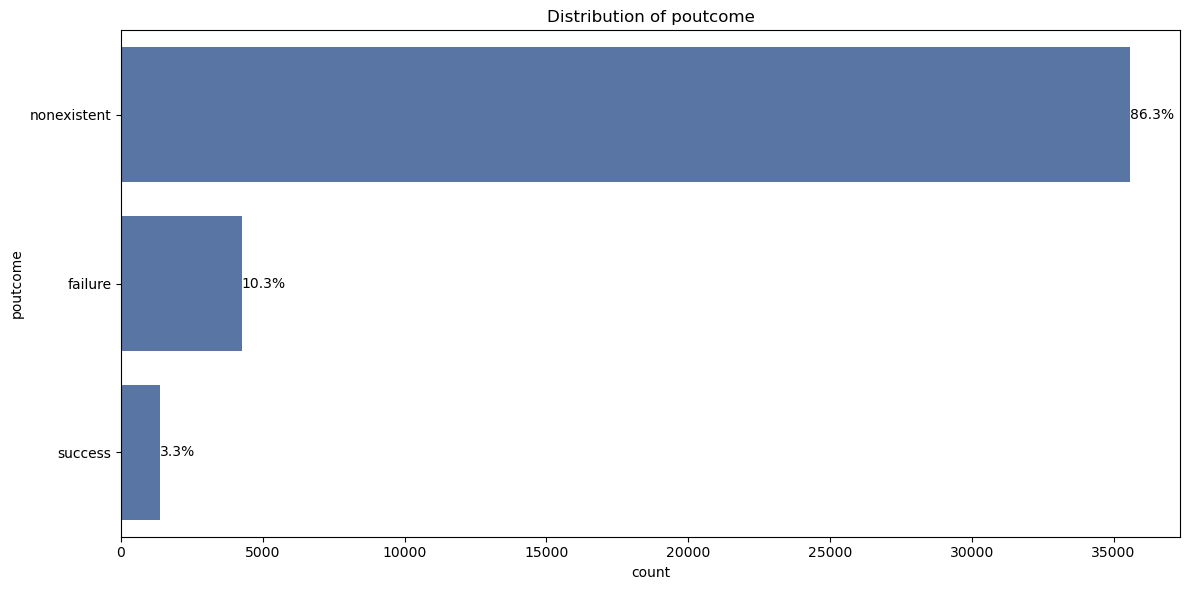 Distribution of poutcome
nonexistent
86.3%
failure
10.3%
success
3.3%
poutcome
0 5000 10000 15000 20000 25000 30000 35000
count